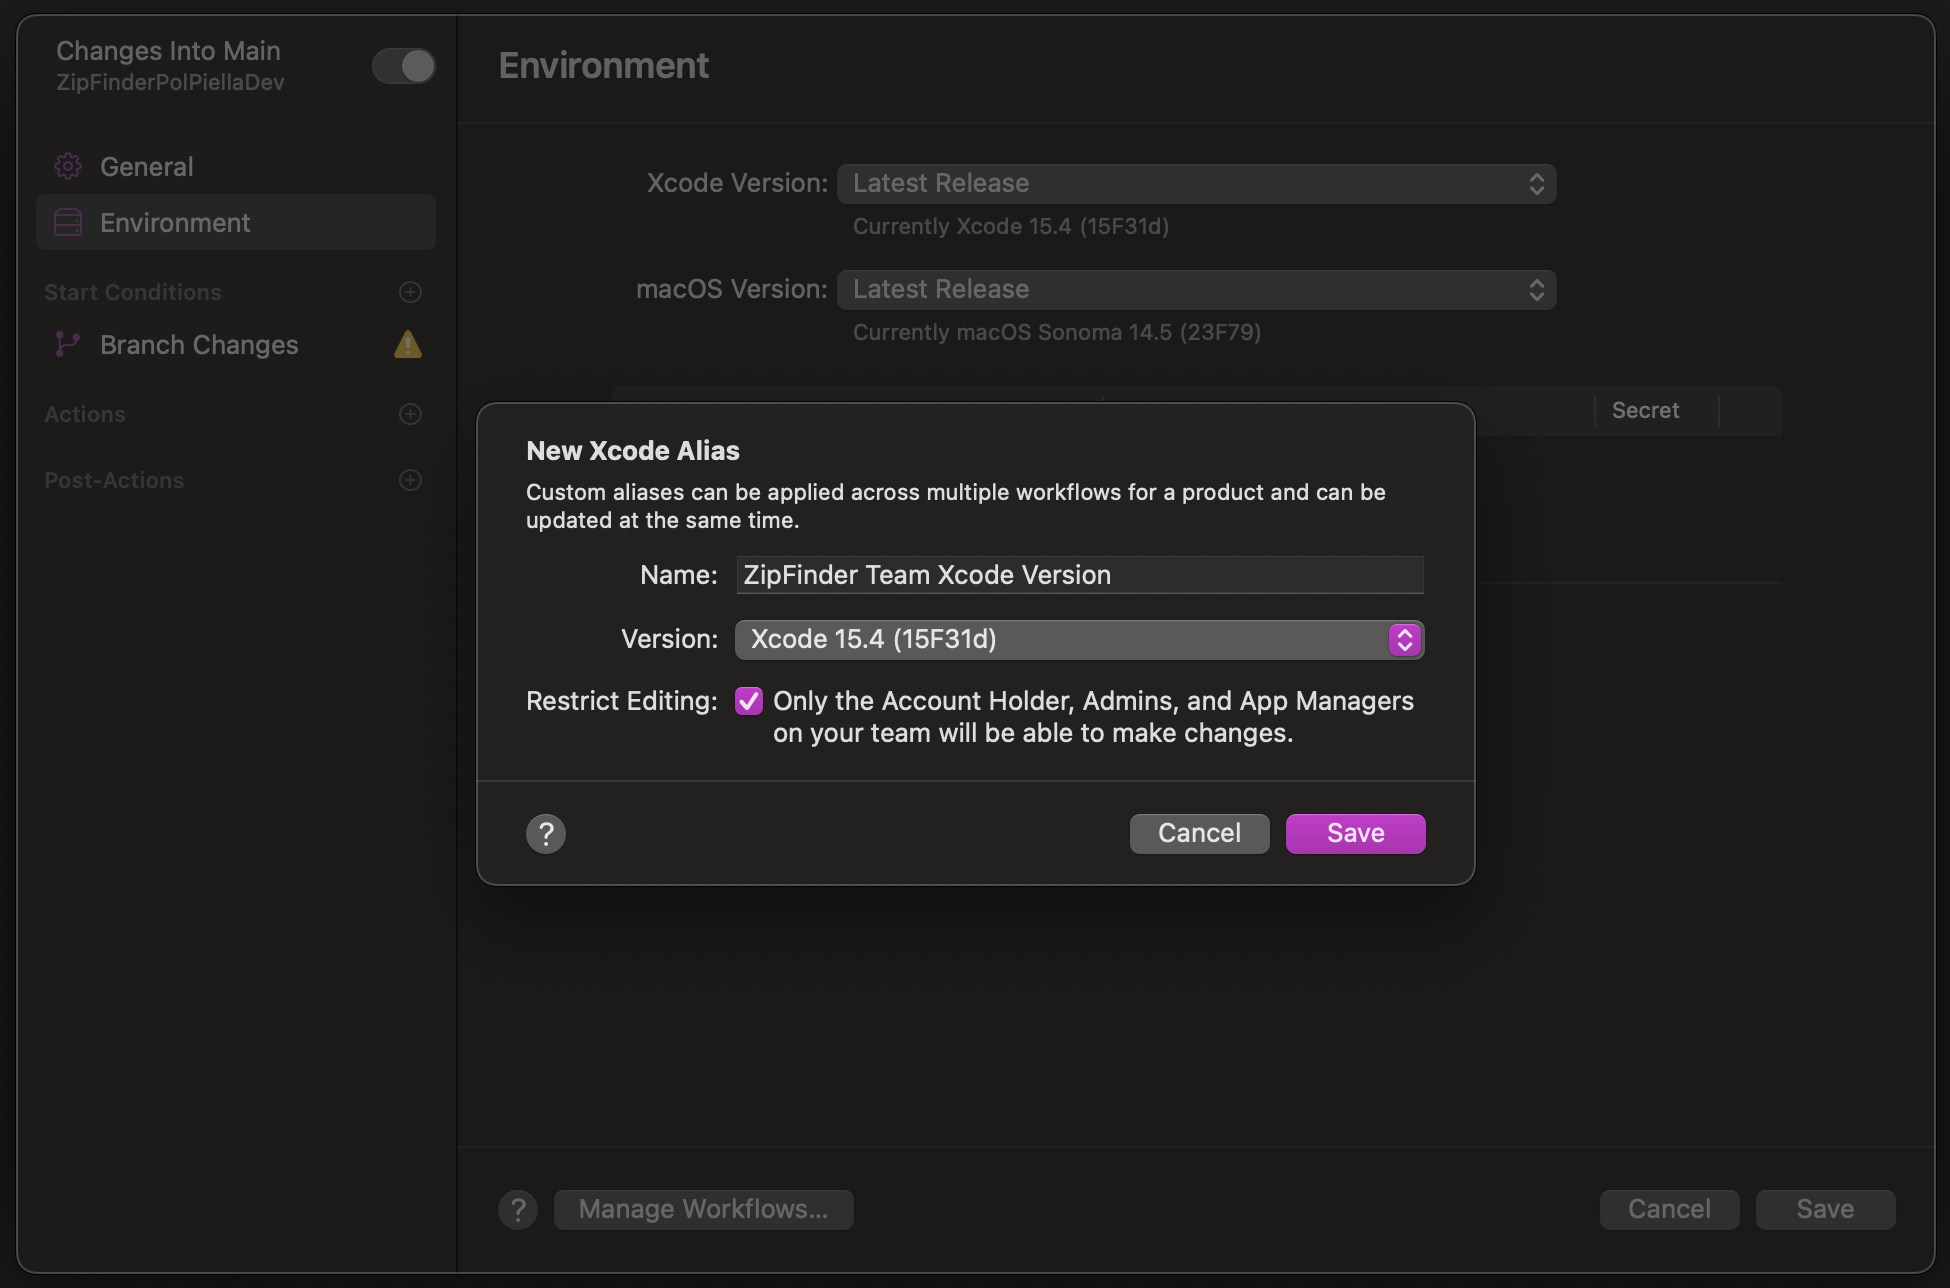 Changes Into Main
ZipFinderPolPiellaDev
General
Environment
Start Conditions
Branch Changes
Actions
Post-Actions
Environment
Xcode Version: Latest Release
Currently Xcode 15.4 (15F31d)
macOS Version: Latest Release
Currently macOS Sonoma 14.5 (23F79)
Secret
New Xcode Alias
Custom aliases can be applied across multiple workflows for a product and can be
updated at the same time.
Name: ZipFinder Team Xcode Version
Version: Xcode 15.4 (15F31d)
Restrict Editing: Only the Account Holder, Admins, and App Managers
on your team will be able to make changes.
? Cancel Save
? Manage Workflows... Cancel Save